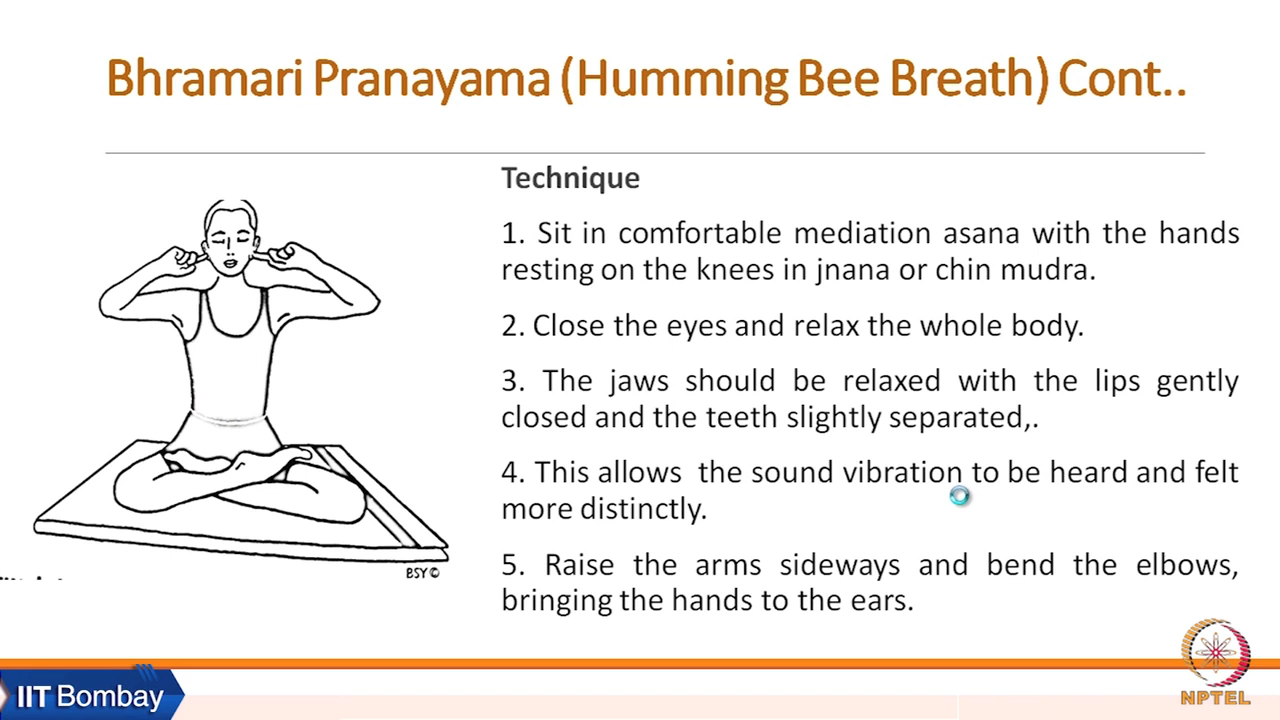 Bhramari Pranayama (Humming Bee Breath) Cont..
Technique
1. Sit in comfortable mediation asana with the hands
resting on the knees in jnana or chin mudra.
2. Close the eyes and relax the whole body.
3. The jaws should be relaxed with the lips gently
closed and the teeth slightly separated,.
4. This allows the sound vibration to be heard and felt
more distinctly.
5. Raise the arms sideways and bend the elbows,
bringing the hands to the ears.
BSY©
IIT Bombay
NPTEL